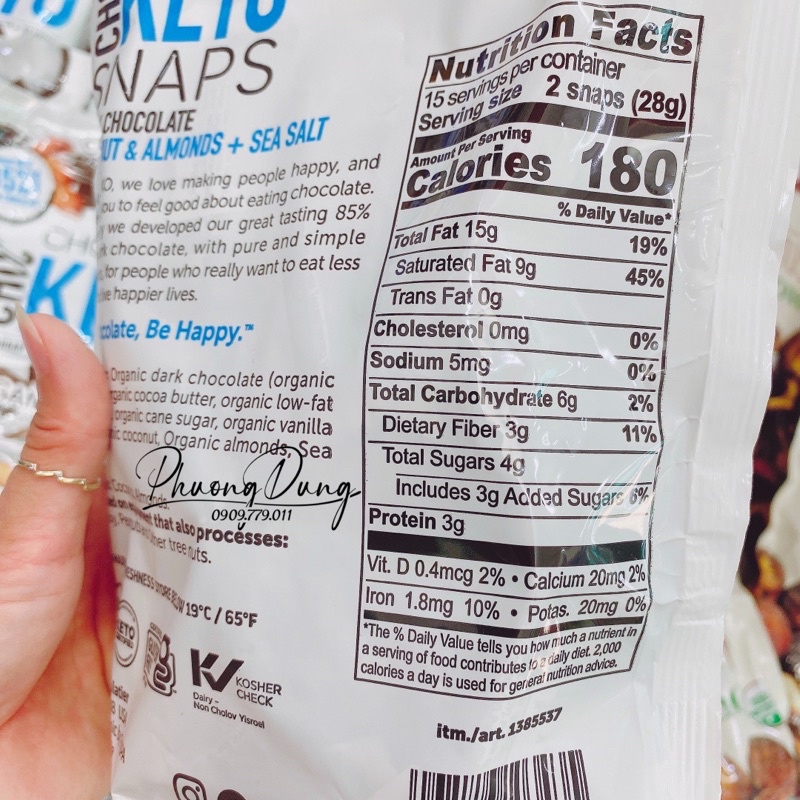 KETO
SNAPS
CHOCOLATE
UT & ALMONDS + SEA SALT
we love making people happy, and
ou to feel good about eating chocolate.
we developed our great tasting 85%
k chocolate, with pure and simple
for people who really want to eat less
happier lives.
colate, Be Happy.™
Organic dark chocolate (organic
ganic cocoa butter, organic low-fat
organic cane sugar, organic vanilla
ic coconut, Organic almonds, Sea
PhuongDung
0909.779.011
that also processes:
other tree nuts.
19°C / 65°F
KETO
KOSHER
CHECK
Dairy –
Non Cholov Yisroel
Nutrition Facts
15 servings per container
Serving size 2 snaps (28g)
Amount Per Serving
Calories 180
% Daily Value*
Total Fat 15g 19%
Saturated Fat 9g 45%
Trans Fat 0g
Cholesterol 0mg 0%
Sodium 5mg 0%
Total Carbohydrate 6g 2%
Dietary Fiber 3g 11%
Total Sugars 4g
Includes 3g Added Sugars 6%
Protein 3g
Vit. D 0.4mcg 2% • Calcium 20mg 2%
Iron 1.8mg 10% • Potas. 20mg 0%
*The % Daily Value tells you how much a nutrient in
a serving of food contributes to a daily diet. 2,000
calories a day is used for general nutrition advice.
itm./art. 1385537